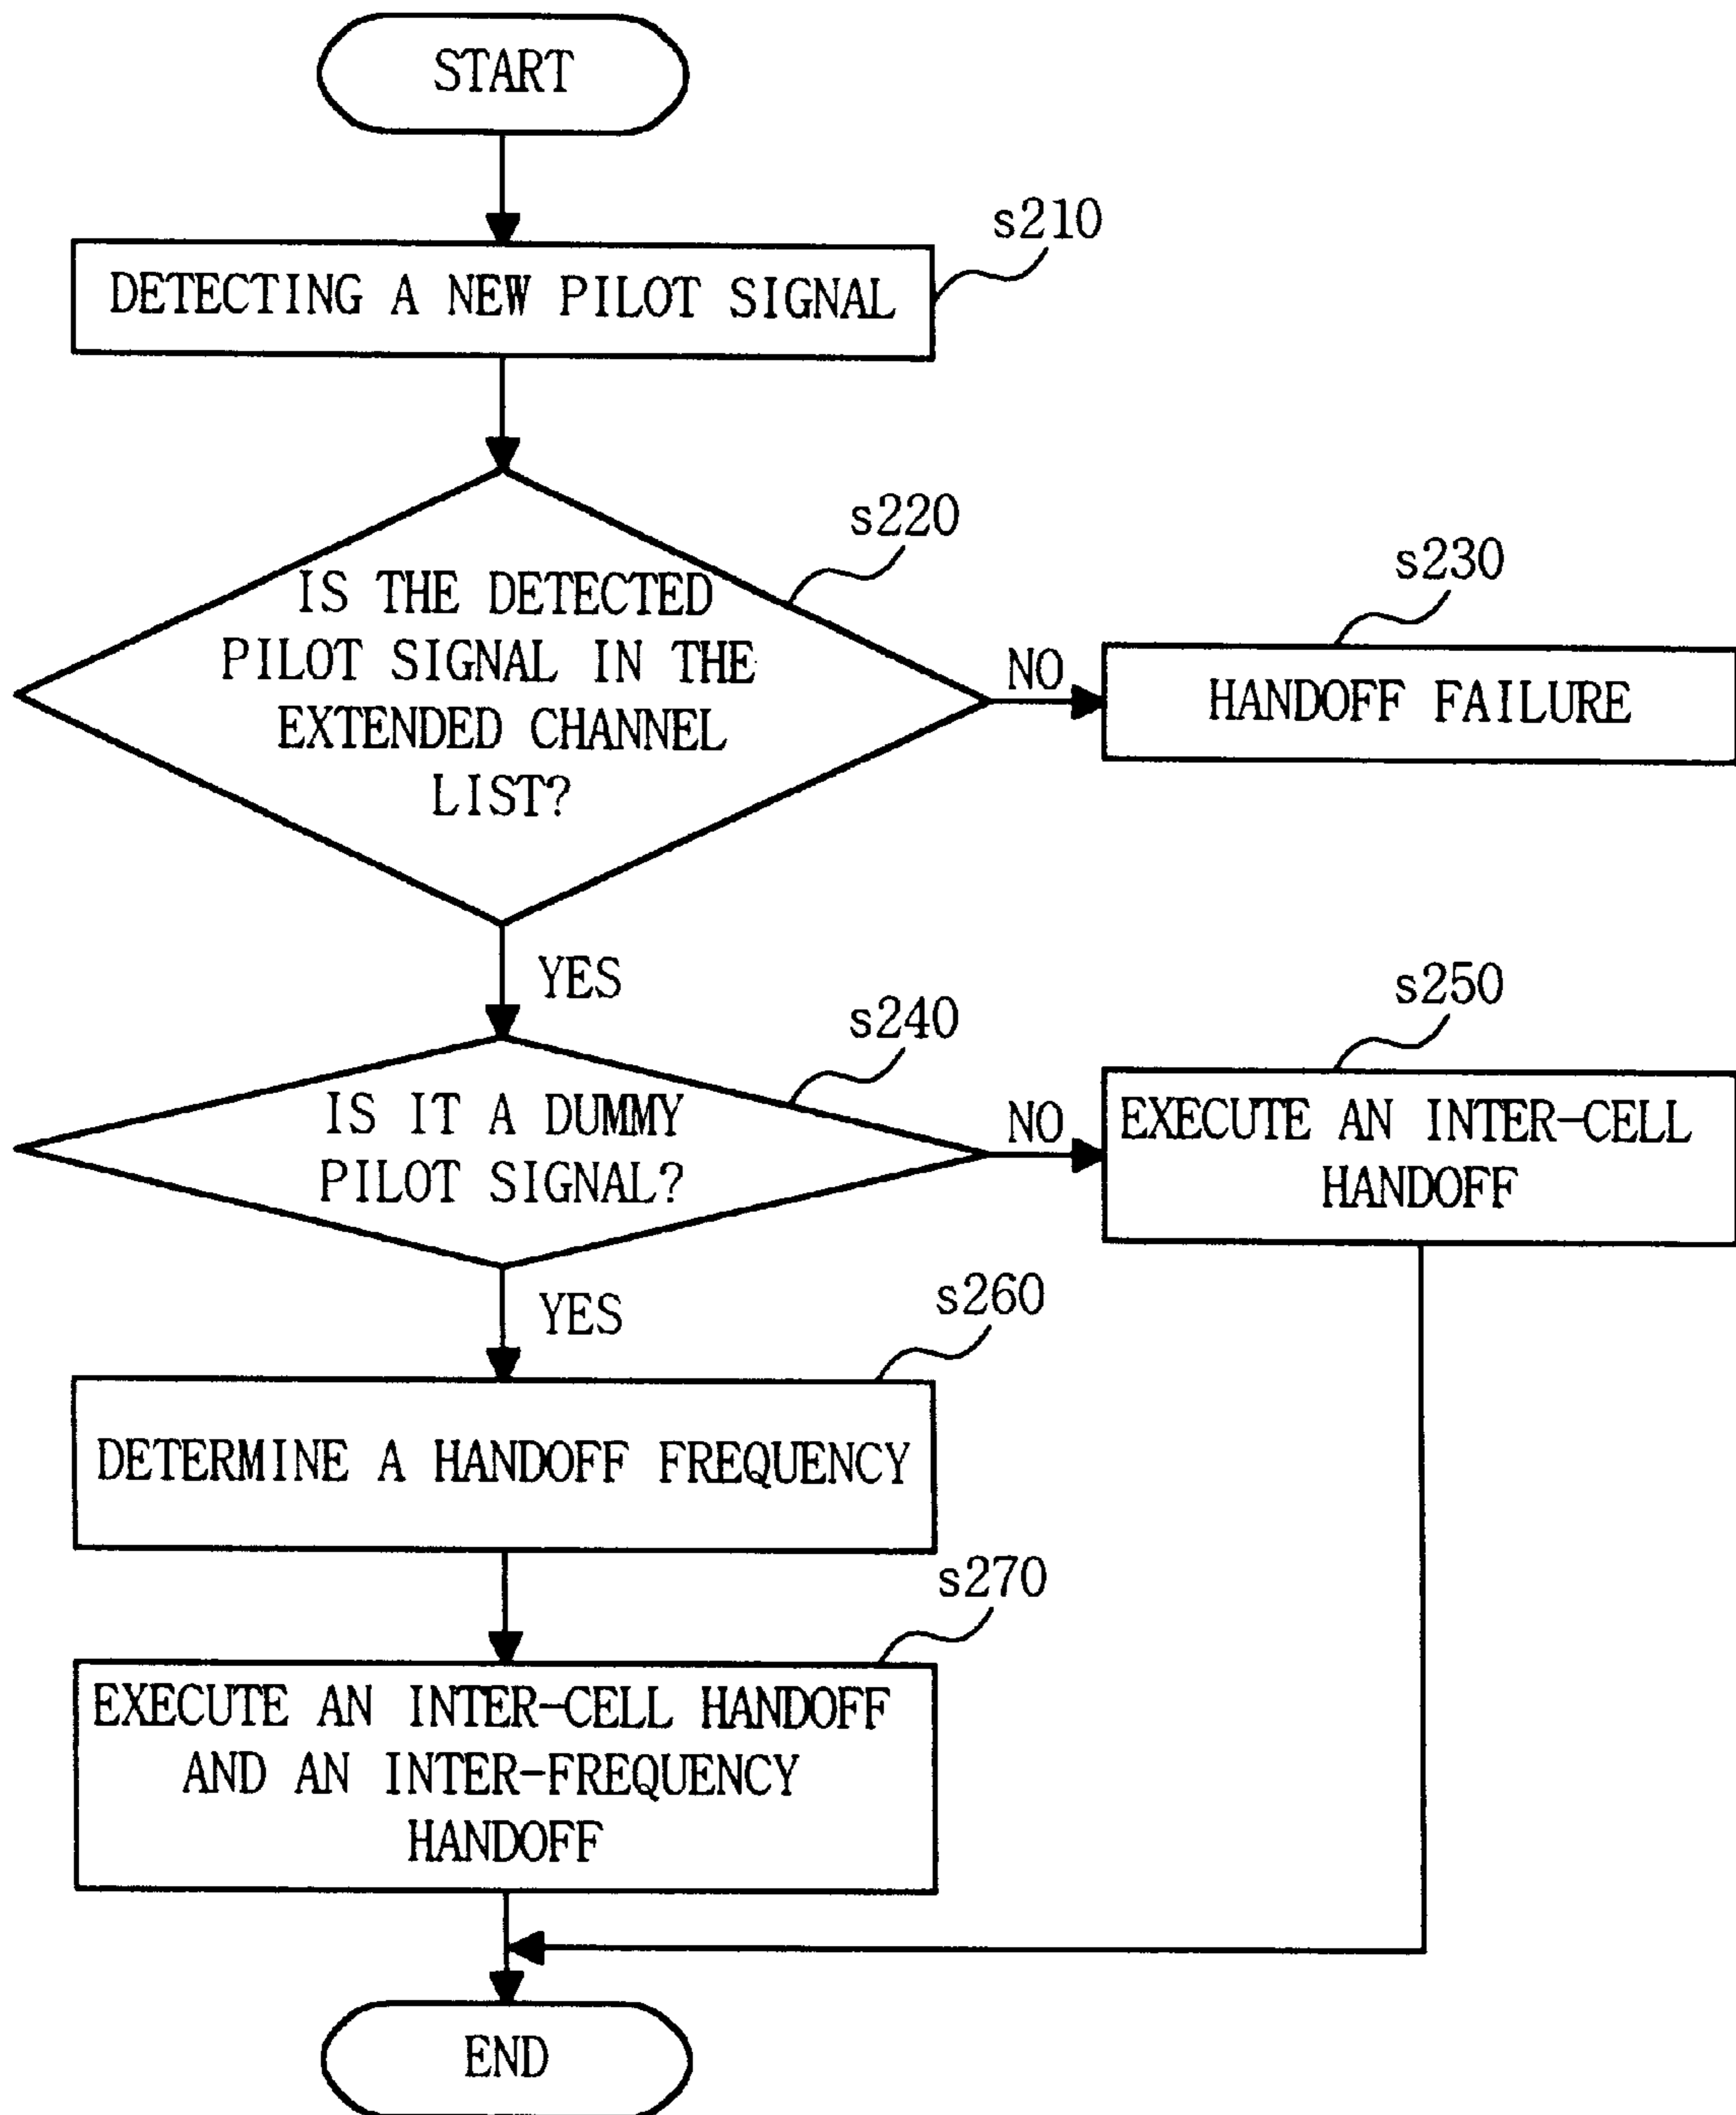 START
s210
DETECTING A NEW PILOT SIGNAL
s220
IS THE DETECTED
PILOT SIGNAL IN THE
EXTENDED CHANNEL
LIST?
NO
s230
HANDOFF FAILURE
YES
s240
IS IT A DUMMY
PILOT SIGNAL?
NO
s250
EXECUTE AN INTER-CELL
HANDOFF
YES
s260
DETERMINE A HANDOFF FREQUENCY
s270
EXECUTE AN INTER-CELL HANDOFF
AND AN INTER-FREQUENCY
HANDOFF
END